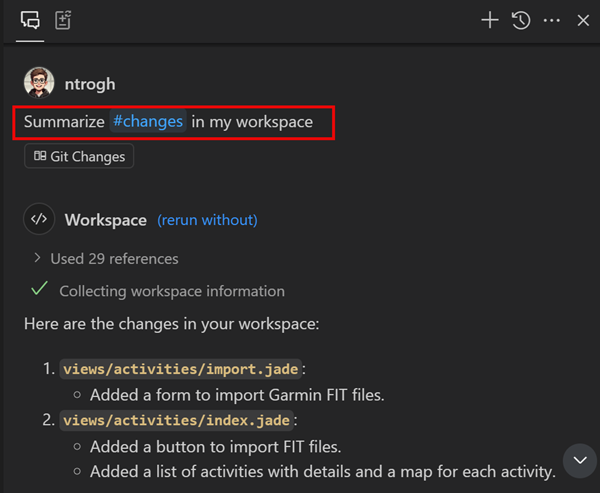 ntrogh
Summarize #changes in my workspace
Git Changes
Workspace (rerun without)
Used 29 references
Collecting workspace information
Here are the changes in your workspace:
1. views/activities/import.jade:
Added a form to import Garmin FIT files.
2. views/activities/index.jade:
Added a button to import FIT files.
Added a list of activities with details and a map for each activity.